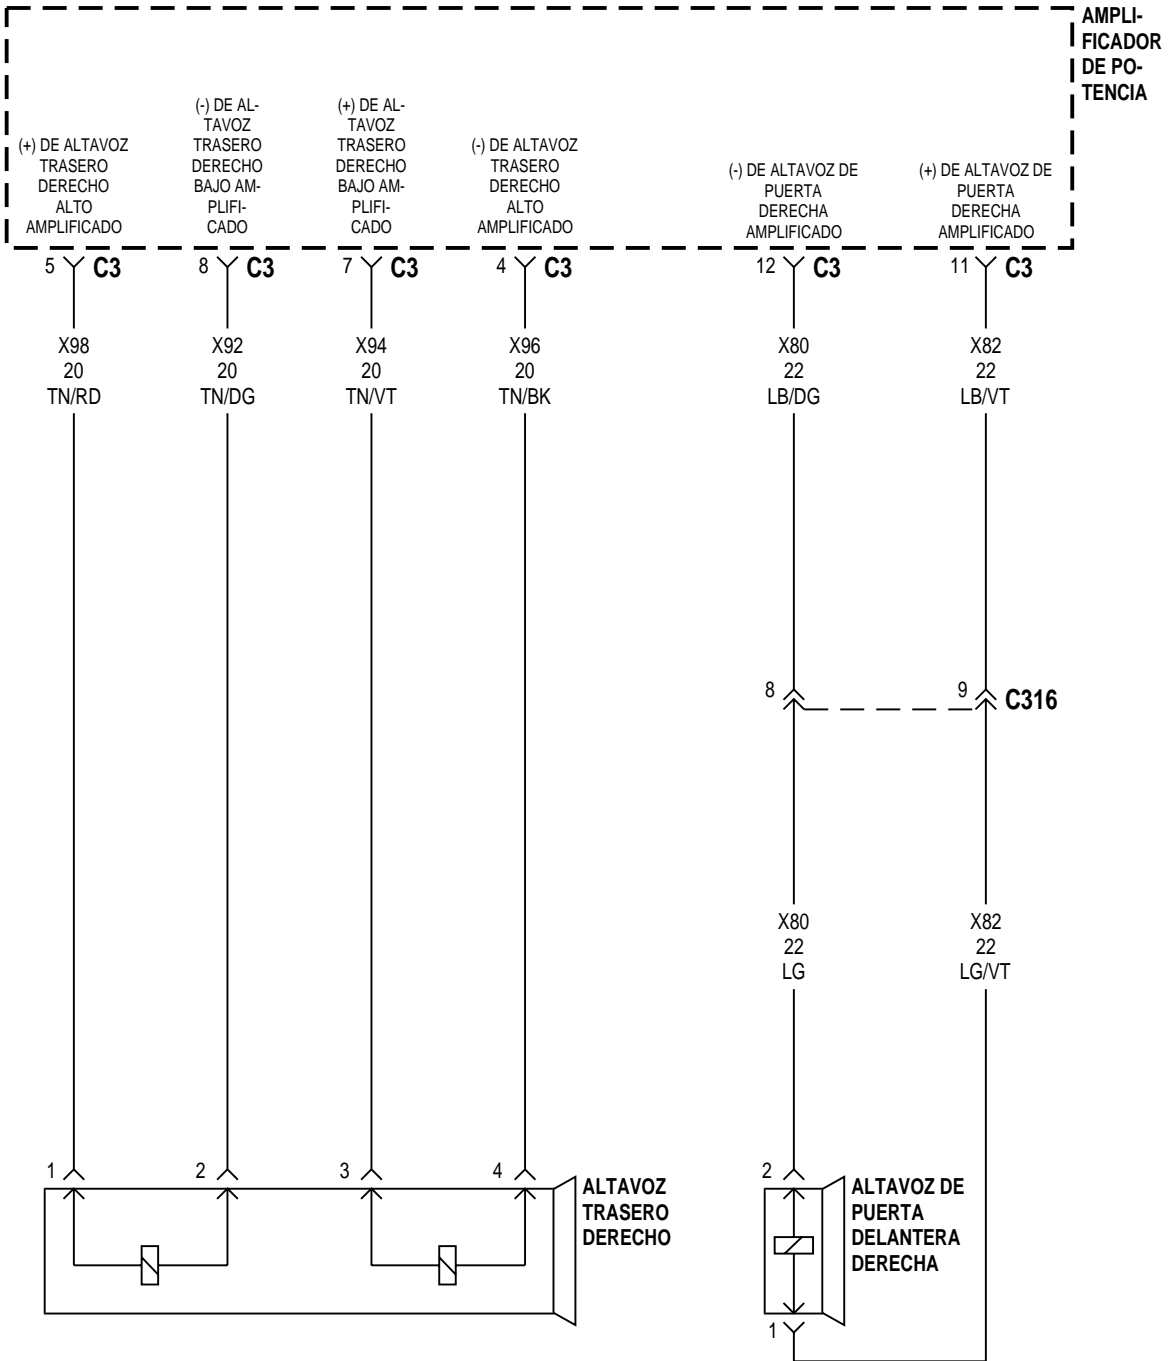 AMPLI-
FICADOR
DE PO-
TENCIA
(+) DE ALTAVOZ
TRASERO
DERECHO
ALTO
AMPLIFICADO
(-) DE AL-
TAVOZ
TRASERO
DERECHO
BAJO AM-
PLIFI-
CADO
(+) DE AL-
TAVOZ
TRASERO
DERECHO
BAJO AM-
PLIFI-
CADO
(-) DE ALTAVOZ
TRASERO
DERECHO
ALTO
AMPLIFICADO
(-) DE ALTAVOZ DE
PUERTA
DERECHA
AMPLIFICADO
(+) DE ALTAVOZ DE
PUERTA
DERECHA
AMPLIFICADO
5 C3 8 C3 7 C3 4 C3 12 C3 11 C3
X98 X92 X94 X96 X80 X82
20 20 20 20 22 22
TN/RD TN/DG TN/VT TN/BK LB/DG LB/VT
8 9 C316
X80 X82
22 22
LG LG/VT
1 2 3 4 2
ALTAVOZ
TRASERO
DERECHO
ALTAVOZ DE
PUERTA
DELANTERA
DERECHA
1